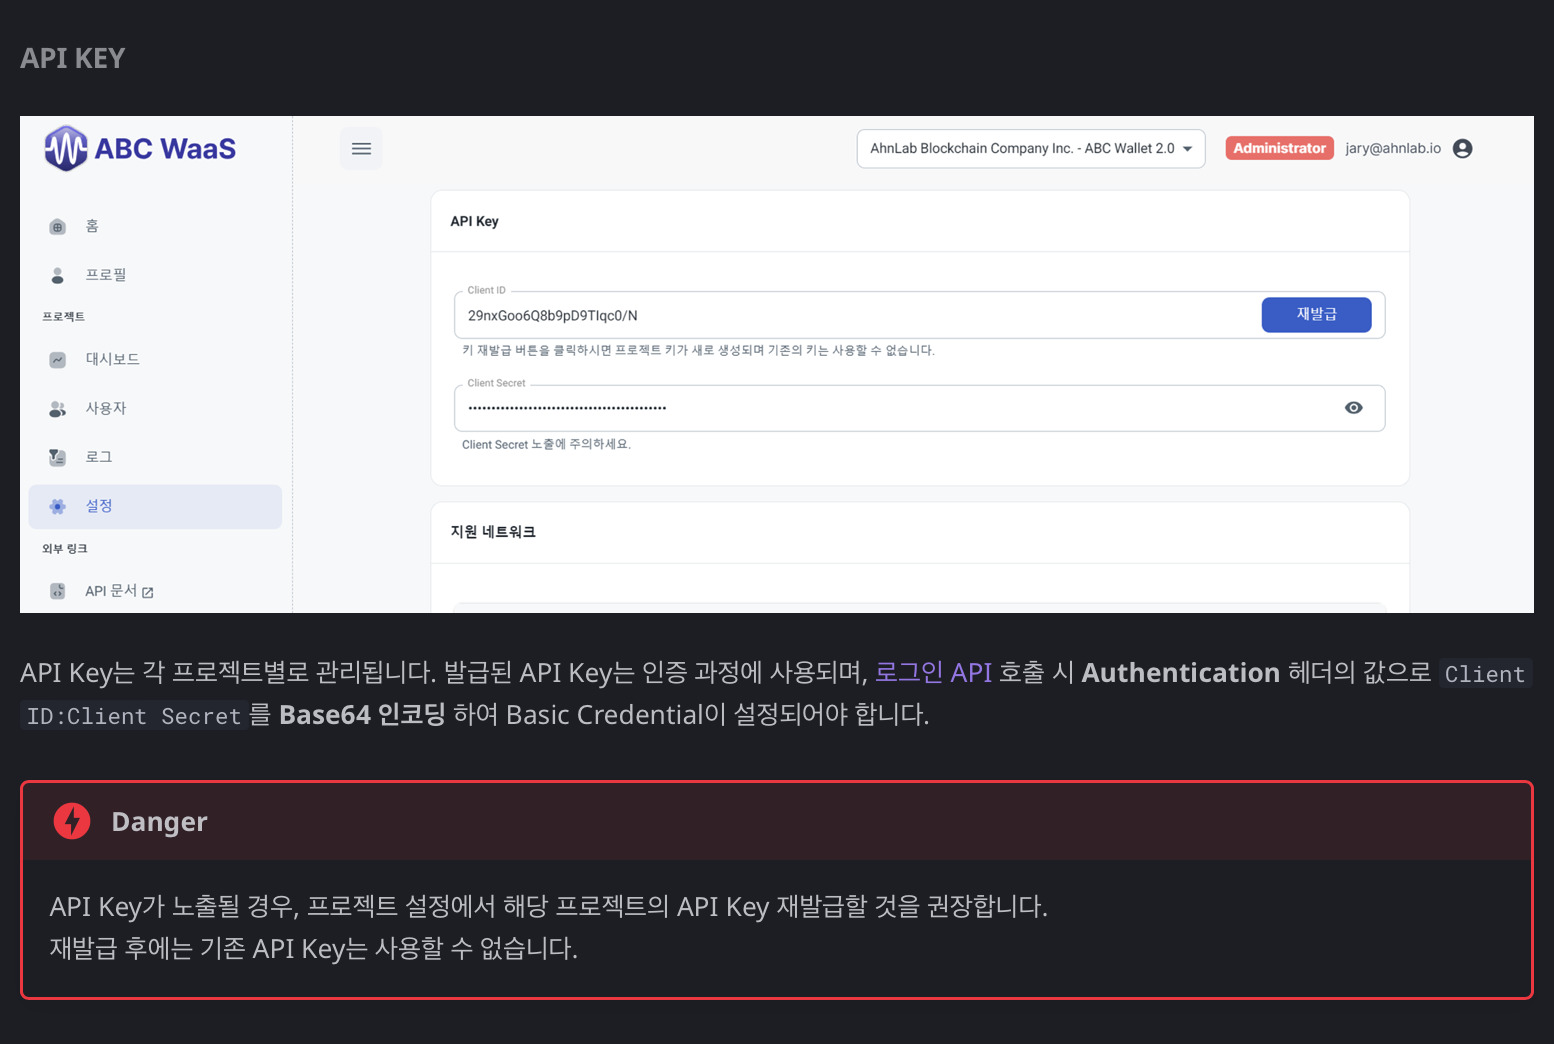 API KEY
ABC WaaS
AhnLab Blockchain Company Inc. - ABC Wallet 2.0
Administrator
jary@ahnlab.io
홈
프로필
프로젝트
대시보드
사용자
로그
설정
외부 링크
API 문서
API Key
Client ID
29nxGoo6Q8b9pD9TIqc0/N
재발급
키 재발급 버튼을 클릭하시면 프로젝트 키가 새로 생성되며 기존의 키는 사용할 수 없습니다.
Client Secret
••••••••••••••••••••••••••••••••••••••••••••
Client Secret 노출에 주의하세요.
지원 네트워크
API Key는 각 프로젝트별로 관리됩니다. 발급된 API Key는 인증 과정에 사용되며, 로그인 API 호출 시 Authentication 헤더의 값으로 Client
ID:Client Secret를 Base64 인코딩 하여 Basic Credential이 설정되어야 합니다.
Danger
API Key가 노출될 경우, 프로젝트 설정에서 해당 프로젝트의 API Key 재발급할 것을 권장합니다.
재발급 후에는 기존 API Key는 사용할 수 없습니다.